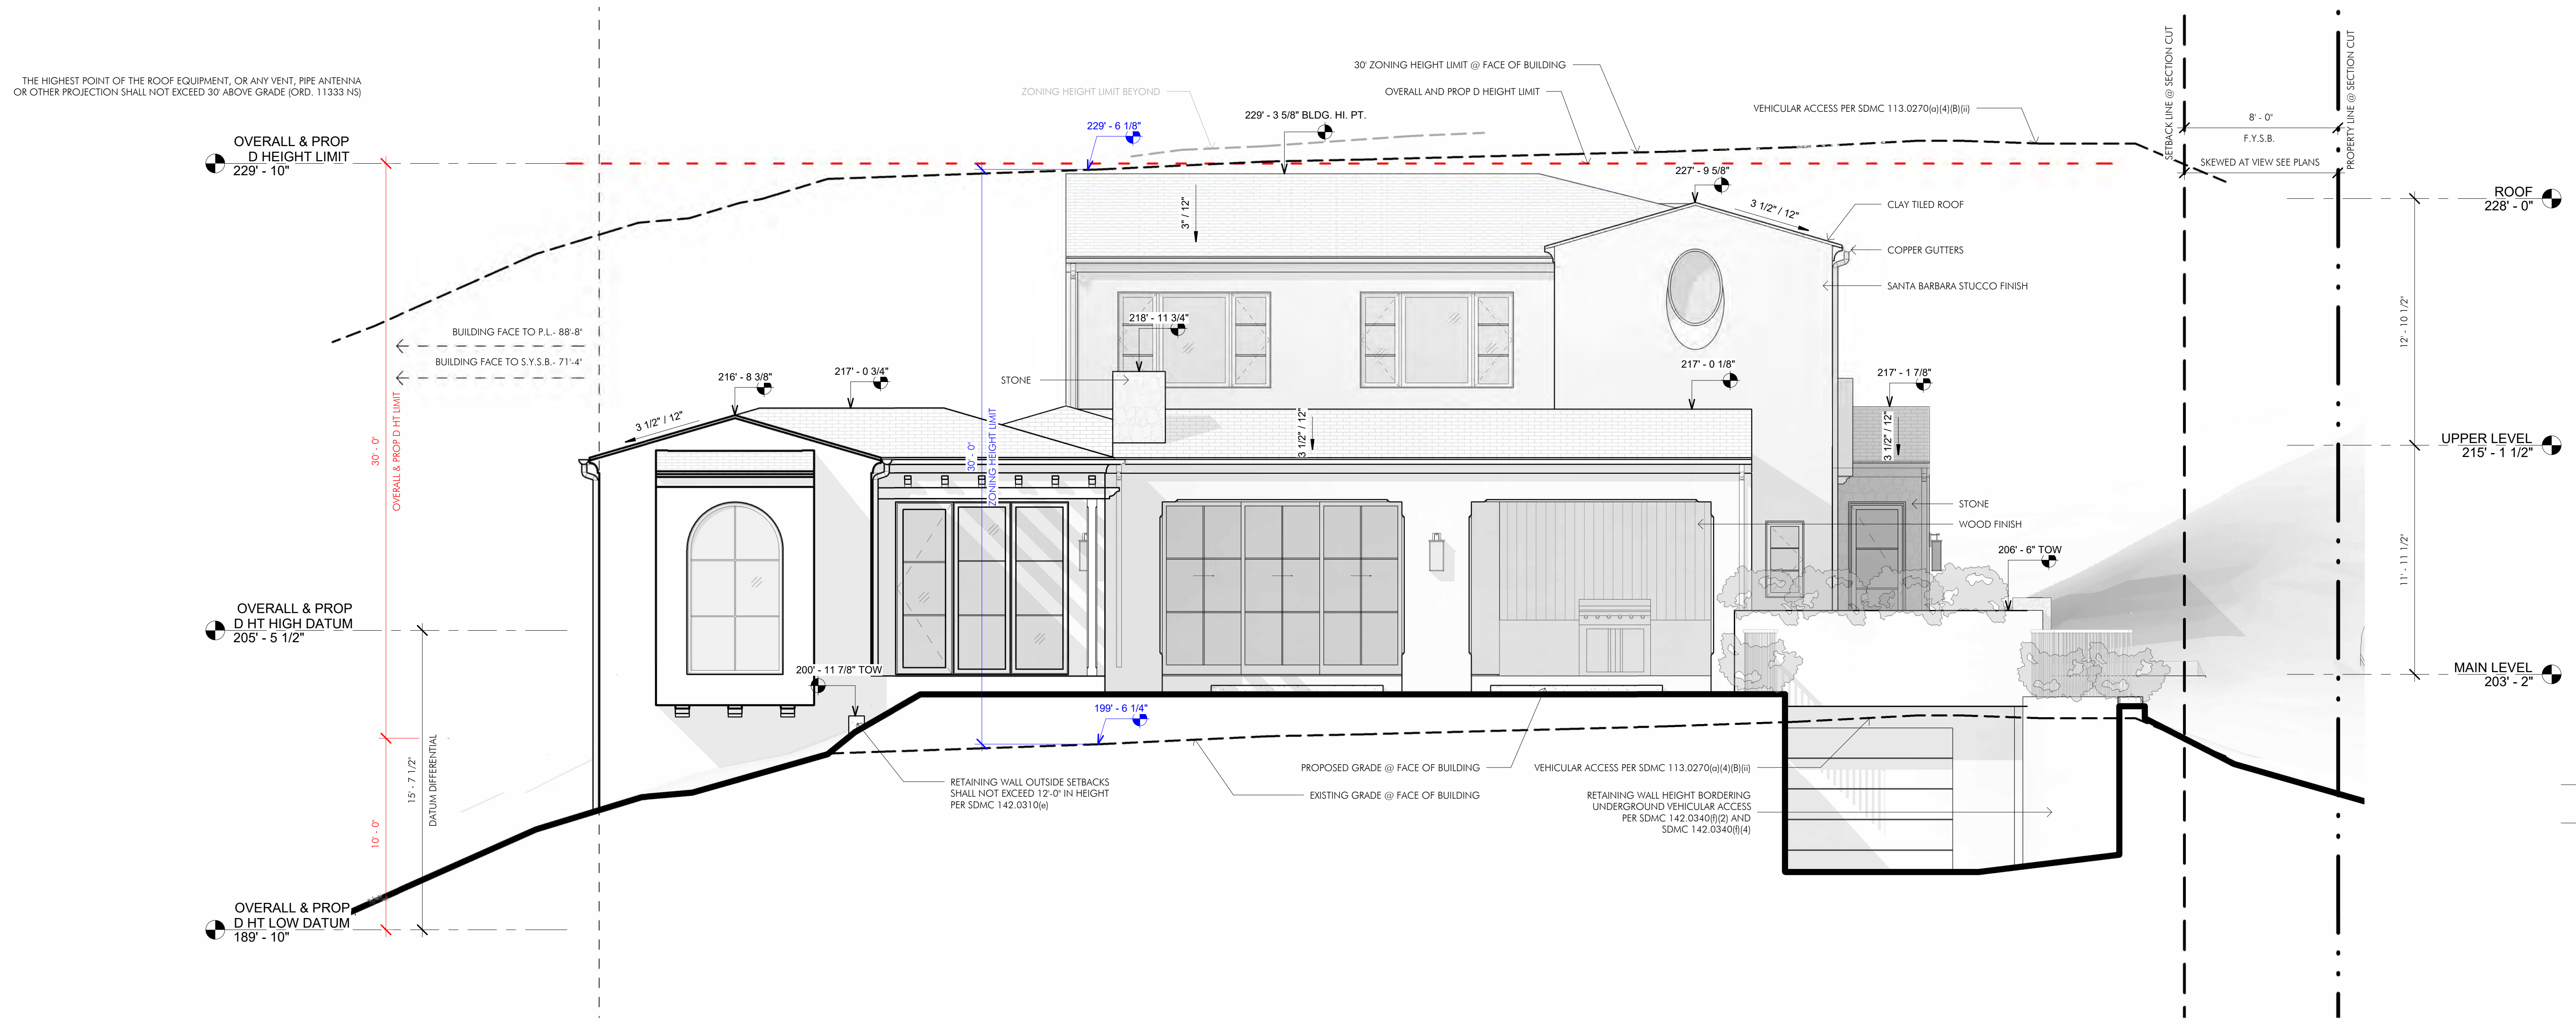 THE HIGHEST POINT OF THE ROOF EQUIPMENT, OR ANY VENT, PIPE ANTENNA
OR OTHER PROJECTION SHALL NOT EXCEED 30' ABOVE GRADE (ORD. 11333 NS)
OVERALL & PROP
D HEIGHT LIMIT
229' - 10"
BUILDING FACE TO P.L.- 88'-8"
BUILDING FACE TO S.Y.S.B.- 71'-4"
30' - 0"
OVERALL & PROP D HT LIMIT
OVERALL & PROP
D HT HIGH DATUM
205' - 5 1/2"
15' - 7 1/2"
DATUM DIFFERENTIAL
10' - 0"
OVERALL & PROP
D HT LOW DATUM
189' - 10"
ZONING HEIGHT LIMIT BEYOND
229' - 6 1/8"
229' - 3 5/8" BLDG. HI. PT.
30' ZONING HEIGHT LIMIT @ FACE OF BUILDING
OVERALL AND PROP D HEIGHT LIMIT
VEHICULAR ACCESS PER SDMC 113.0270(a)(4)(B)(ii)
227' - 9 5/8"
3" / 12"
3 1/2" / 12"
CLAY TILED ROOF
COPPER GUTTERS
SANTA BARBARA STUCCO FINISH
218' - 11 3/4"
STONE
216' - 8 3/8"
217' - 0 3/4"
217' - 0 1/8"
217' - 1 7/8"
3 1/2" / 12"
3 1/2" / 12"
3 1/2" / 12"
30' - 0"
ZONING HEIGHT LIMIT
STONE
WOOD FINISH
206' - 6" TOW
200' - 11 7/8" TOW
199' - 6 1/4"
RETAINING WALL OUTSIDE SETBACKS
SHALL NOT EXCEED 12'-0" IN HEIGHT
PER SDMC 142.0310(e)
PROPOSED GRADE @ FACE OF BUILDING
EXISTING GRADE @ FACE OF BUILDING
VEHICULAR ACCESS PER SDMC 113.0270(a)(4)(B)(ii)
RETAINING WALL HEIGHT BORDERING
UNDERGROUND VEHICULAR ACCESS
PER SDMC 142.0340(f)(2) AND
SDMC 142.0340(f)(4)
SETBACK LINE @ SECTION CUT
8' - 0"
F.Y.S.B.
SKEWED AT VIEW SEE PLANS
PROPERTY LINE @ SECTION CUT
ROOF
228' - 0"
12' - 10 1/2"
UPPER LEVEL
215' - 1 1/2"
11' - 11 1/2"
MAIN LEVEL
203' - 2"